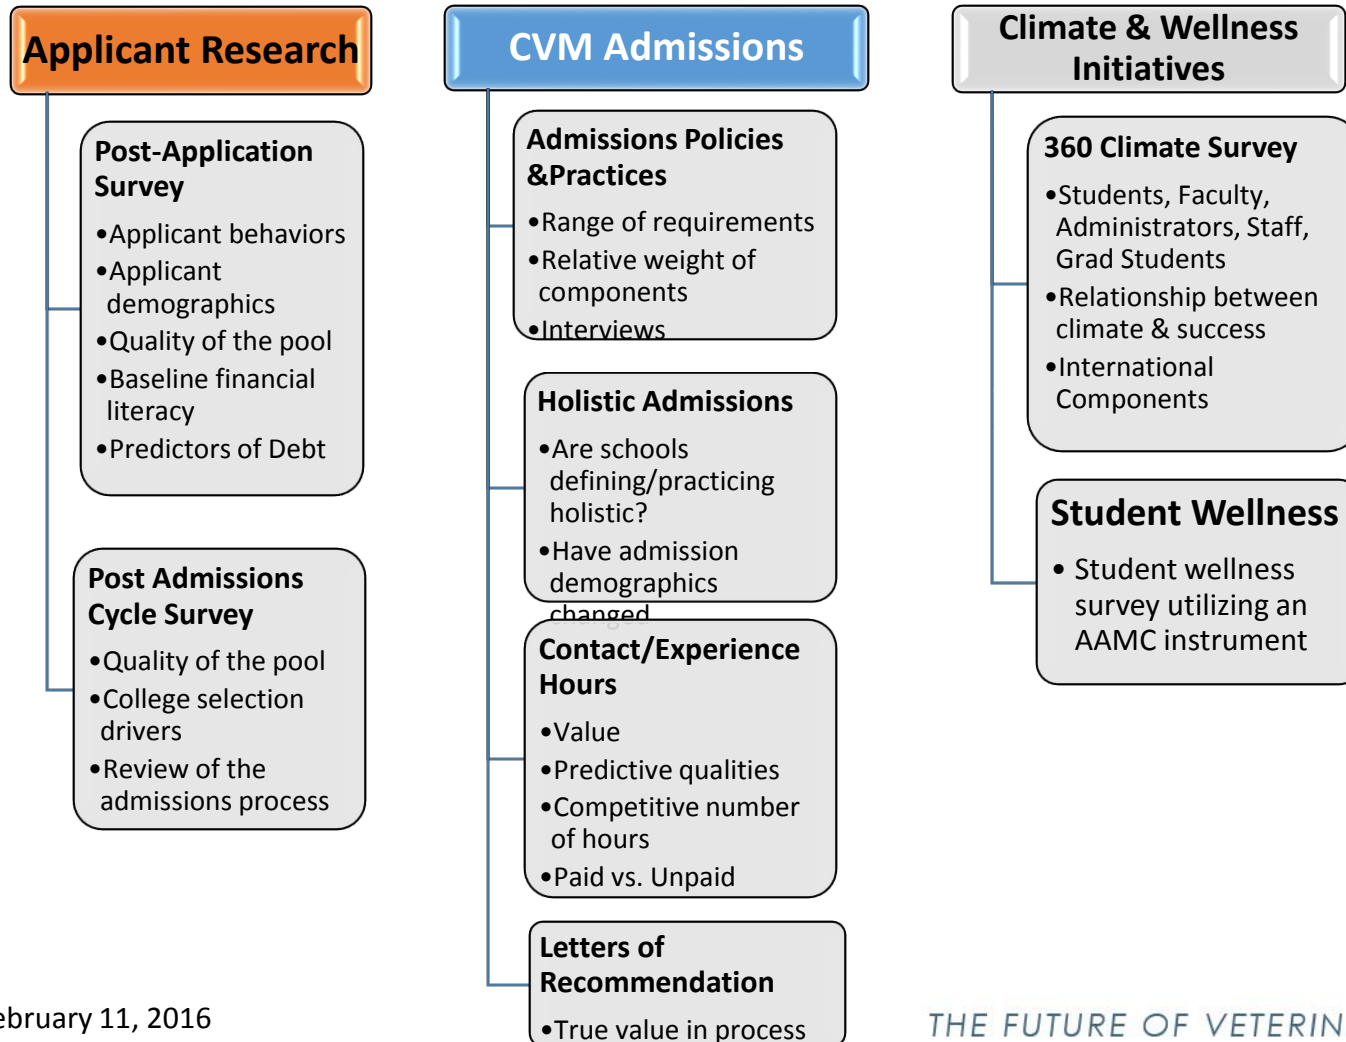 Applicant Research
Post-Application
Survey
•Applicant behaviors
•Applicant
demographics
•Quality of the pool
•Baseline financial
literacy
•Predictors of Debt
Post Admissions
Cycle Survey
•Quality of the pool
•College selection
drivers
•Review of the
admissions process
CVM Admissions
Admissions Policies
&Practices
•Range of requirements
•Relative weight of
components
•Interviews
Holistic Admissions
•Are schools
defining/practicing
holistic?
•Have admission
demographics
changed
Contact/Experience
Hours
•Value
•Predictive qualities
•Competitive number
of hours
•Paid vs. Unpaid
Letters of
Recommendation
•True value in process
Climate & Wellness
Initiatives
360 Climate Survey
•Students, Faculty,
Administrators, Staff,
Grad Students
•Relationship between
climate & success
•International
Components
Student Wellness
• Student wellness
survey utilizing an
AAMC instrument
ebruary 11, 2016
THE FUTURE OF VETERIN